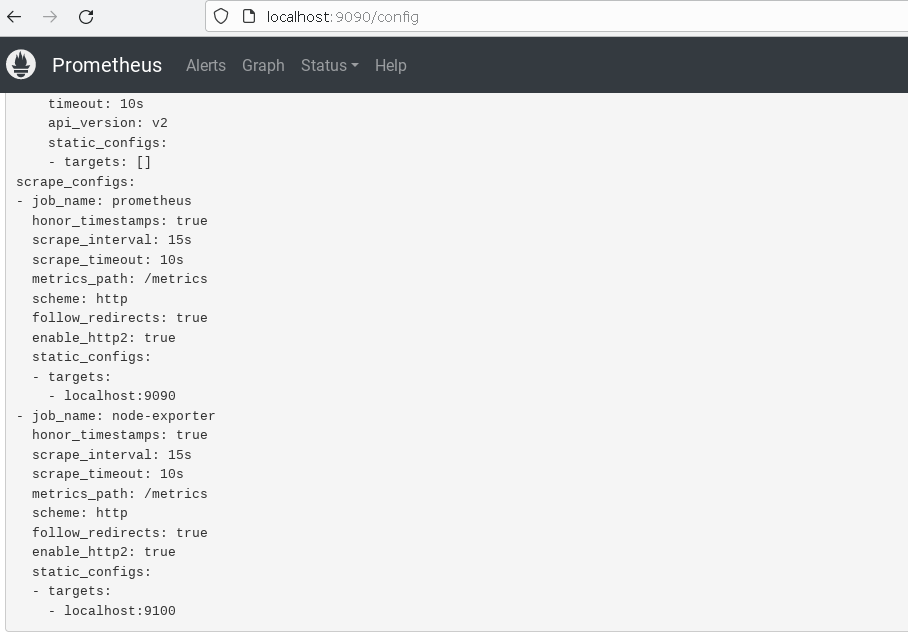 localhost:9090/config
Prometheus Alerts Graph Status Help
    timeout: 10s
    api_version: v2
    static_configs:
    - targets: []
scrape_configs:
- job_name: prometheus
  honor_timestamps: true
  scrape_interval: 15s
  scrape_timeout: 10s
  metrics_path: /metrics
  scheme: http
  follow_redirects: true
  enable_http2: true
  static_configs:
  - targets:
    - localhost:9090
- job_name: node-exporter
  honor_timestamps: true
  scrape_interval: 15s
  scrape_timeout: 10s
  metrics_path: /metrics
  scheme: http
  follow_redirects: true
  enable_http2: true
  static_configs:
  - targets:
    - localhost:9100